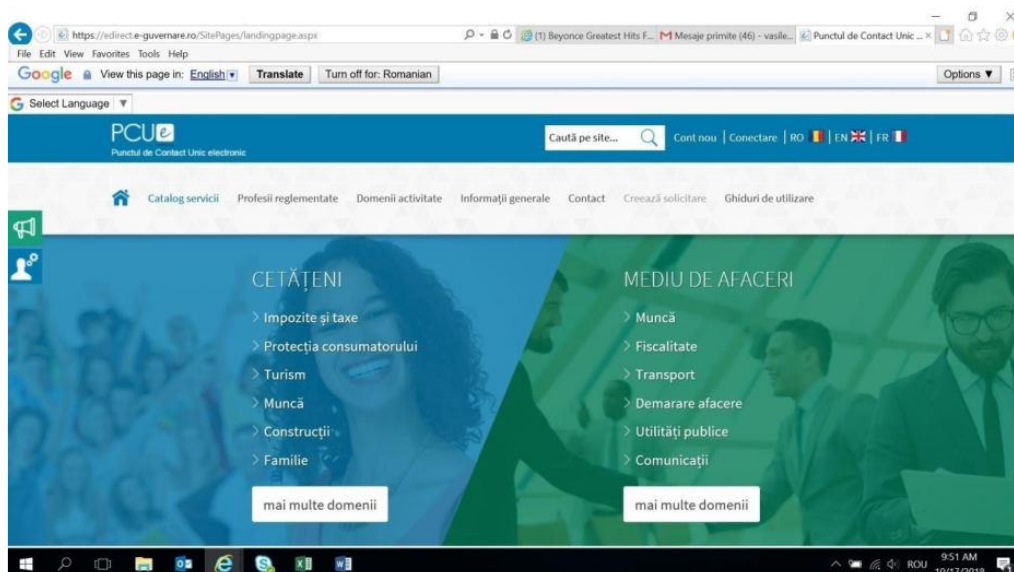 https://edirect.e-guvernare.ro/SitePages/landingpage.aspx
(1) Beyonce Greatest Hits F...
Mesaje primite (46) - vasile...
Punctul de Contact Unic ...
File Edit View Favorites Tools Help
Google View this page in: English Translate Turn off for: Romanian Options
Select Language
PCUe
Punctul de Contact Unic electronic
Caută pe site...
Cont nou | Conectare | RO | EN | FR
Catalog servicii Profesii reglementate Domenii activitate Informații generale Contact Creează solicitare Ghiduri de utilizare
CETĂȚENI
Impozite și taxe
Protecția consumatorului
Turism
Muncă
Construcții
Familie
mai multe domenii
MEDIU DE AFACERI
Muncă
Fiscalitate
Transport
Demarare afacere
Utilități publice
Comunicații
mai multe domenii
ROU
9:51 AM
10/17/2018